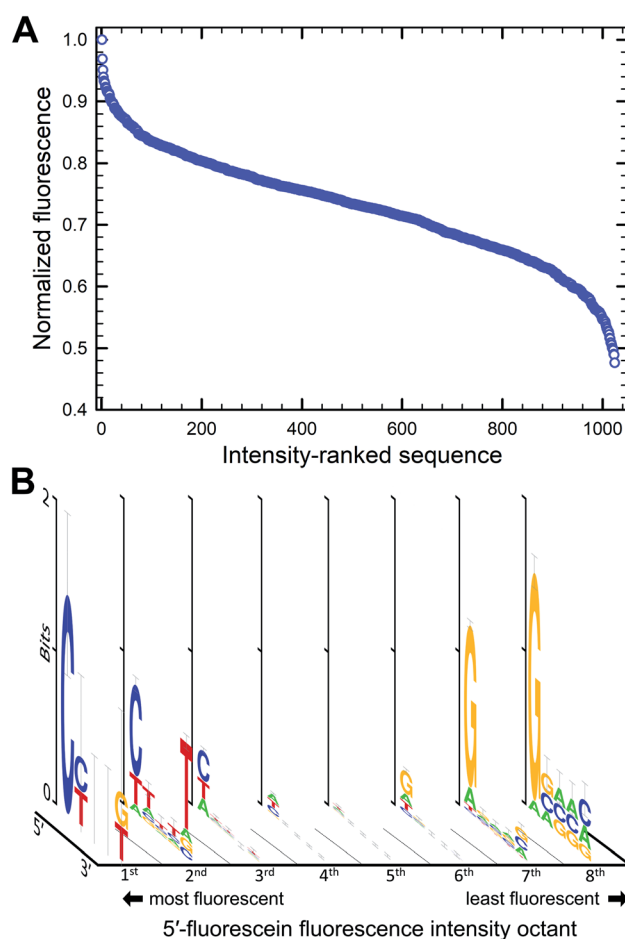 A
1.0
0.9
0.8
0.7
0.6
0.5
0.4
Normalized fluorescence
0 200 400 600 800 1000
Intensity-ranked sequence
B
2
Bits
0
5′
3′
1st 2nd 3rd 4th 5th 6th 7th 8th
most fluorescent least fluorescent
5′-fluorescein fluorescence intensity octant
C
C
T
G
T
C
T
T
T
C
T
A
G
G
A
G
A
G
C
A
A
C
G
A
C
G
C
A
G